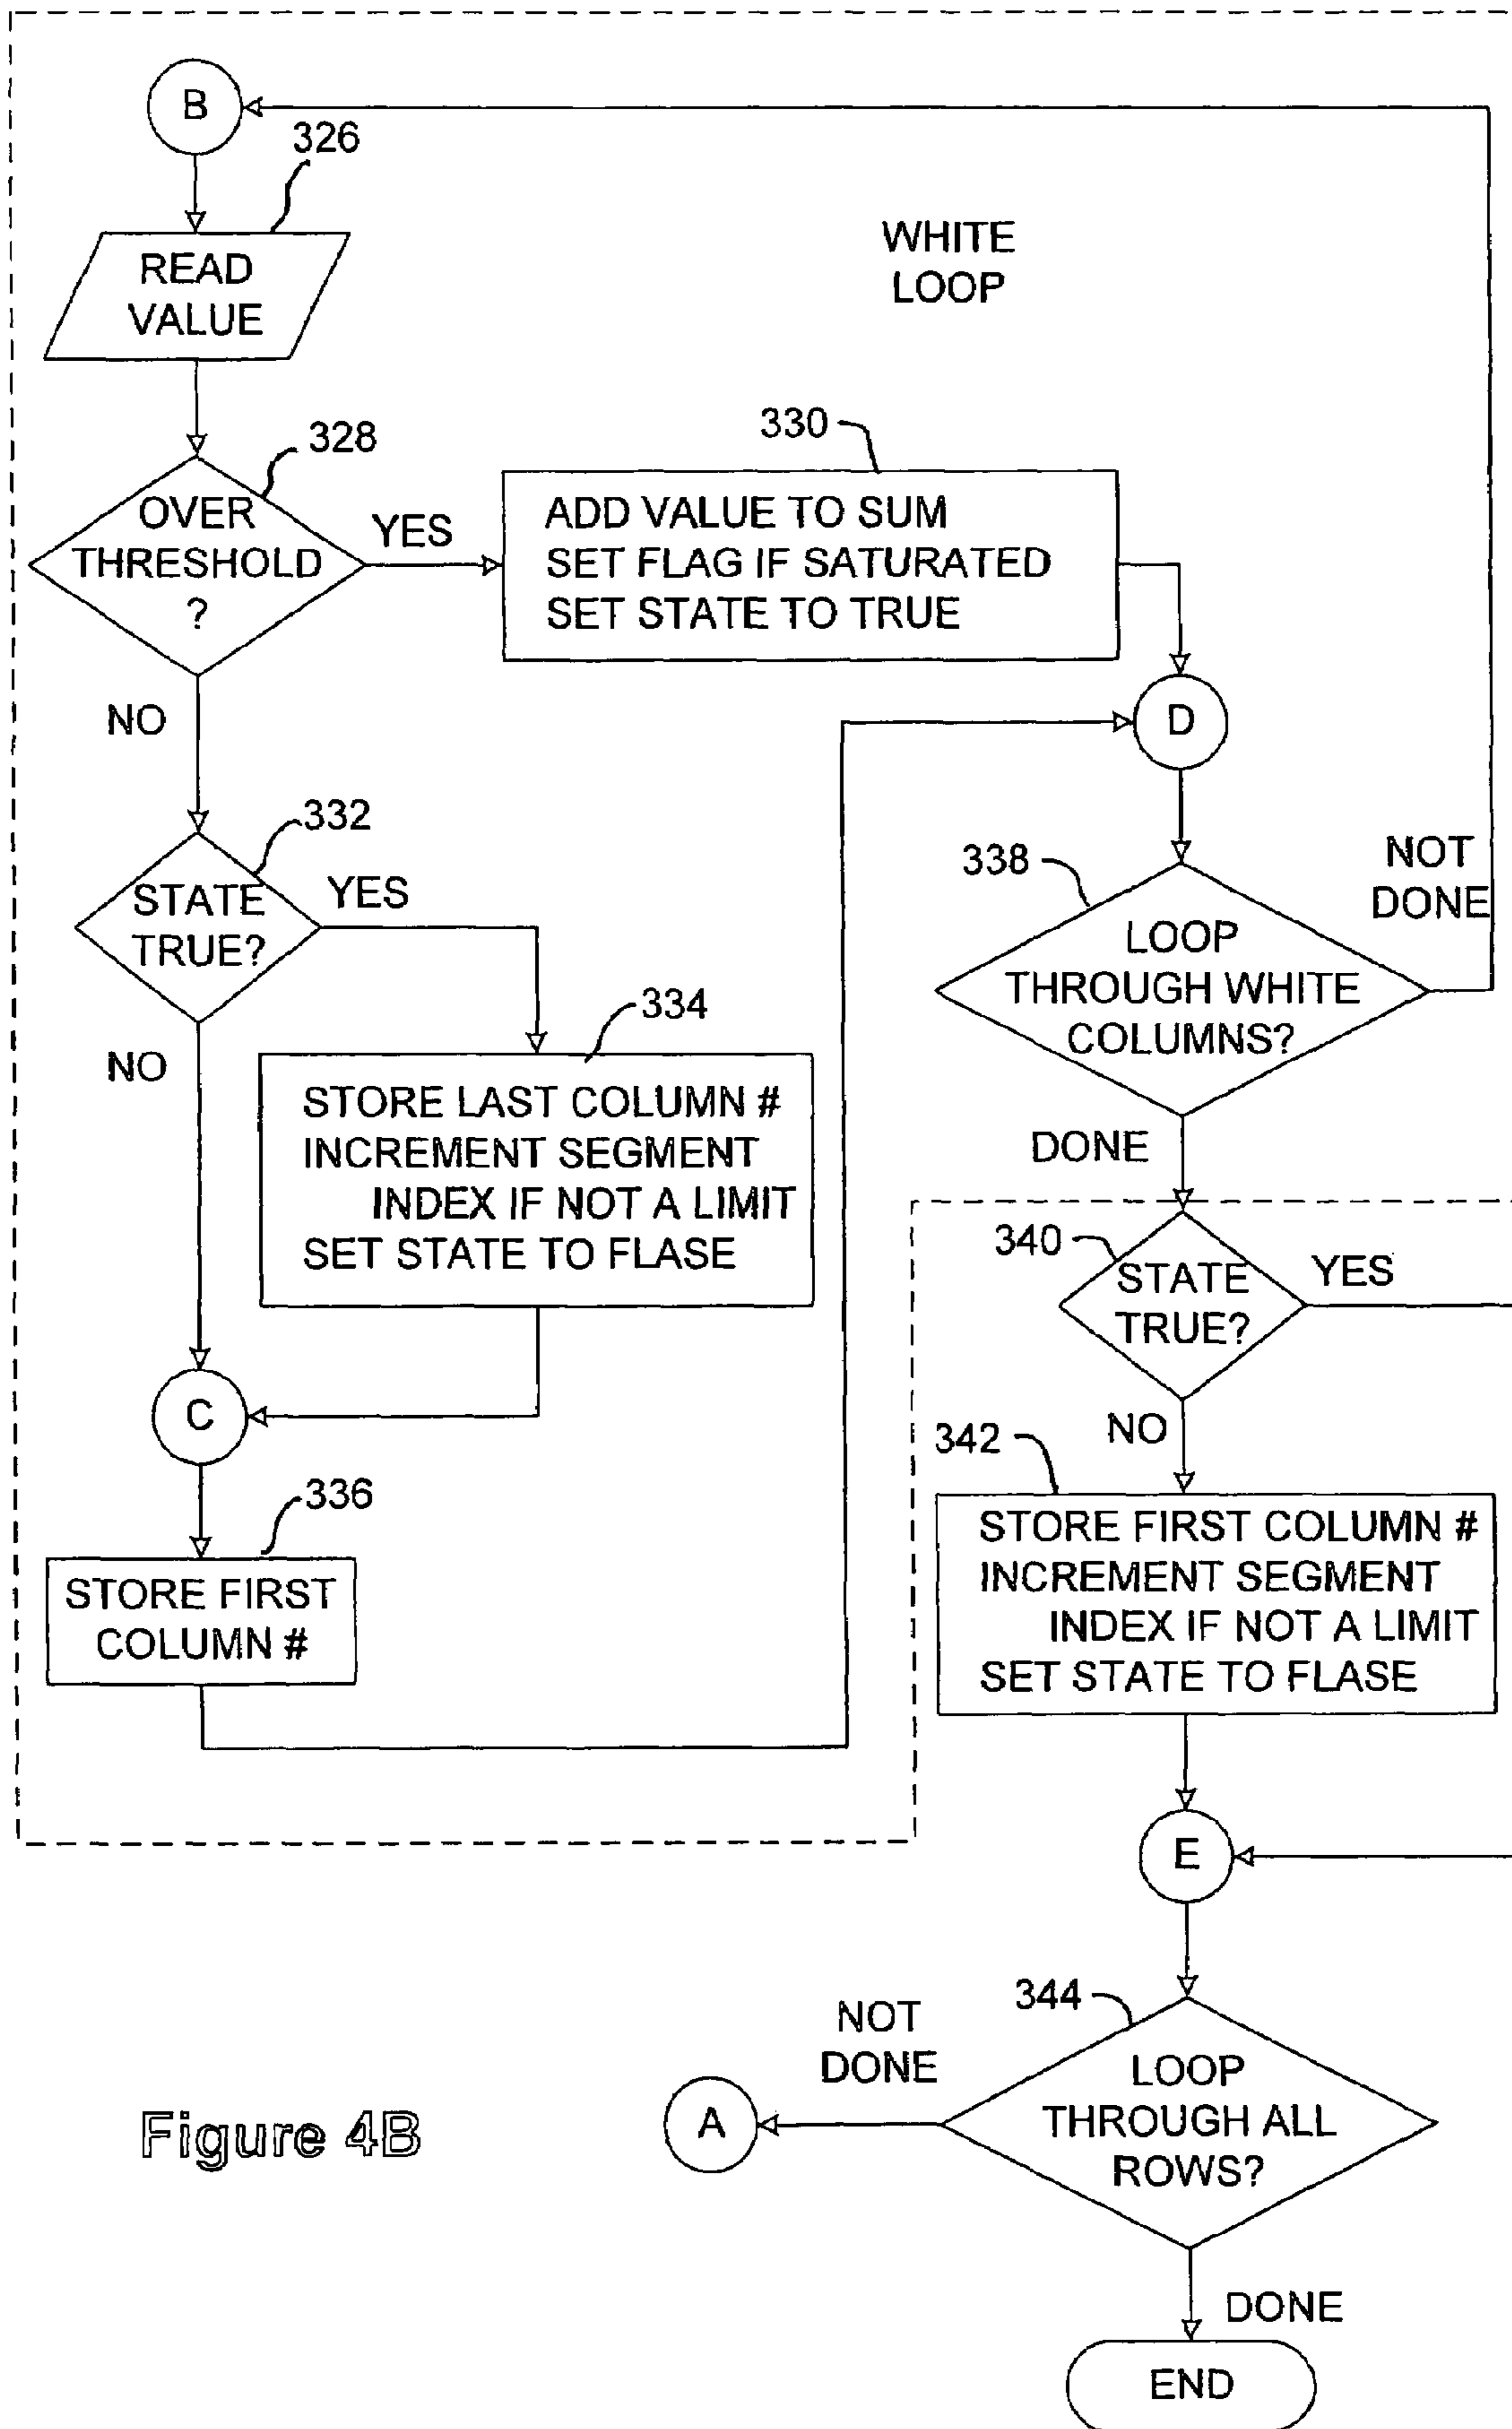 B
326
READ
VALUE
WHITE
LOOP
328
OVER
THRESHOLD
?
YES
330
ADD VALUE TO SUM
SET FLAG IF SATURATED
SET STATE TO TRUE
NO
D
332
STATE
TRUE?
YES
338
LOOP
THROUGH WHITE
COLUMNS?
NOT
DONE
NO
334
STORE LAST COLUMN #
INCREMENT SEGMENT
INDEX IF NOT A LIMIT
SET STATE TO FLASE
DONE
340
STATE
TRUE?
YES
C
NO
336
STORE FIRST
COLUMN #
342
STORE FIRST COLUMN #
INCREMENT SEGMENT
INDEX IF NOT A LIMIT
SET STATE TO FLASE
E
344
LOOP
THROUGH ALL
ROWS?
NOT
DONE
A
DONE
END
Figure 4B